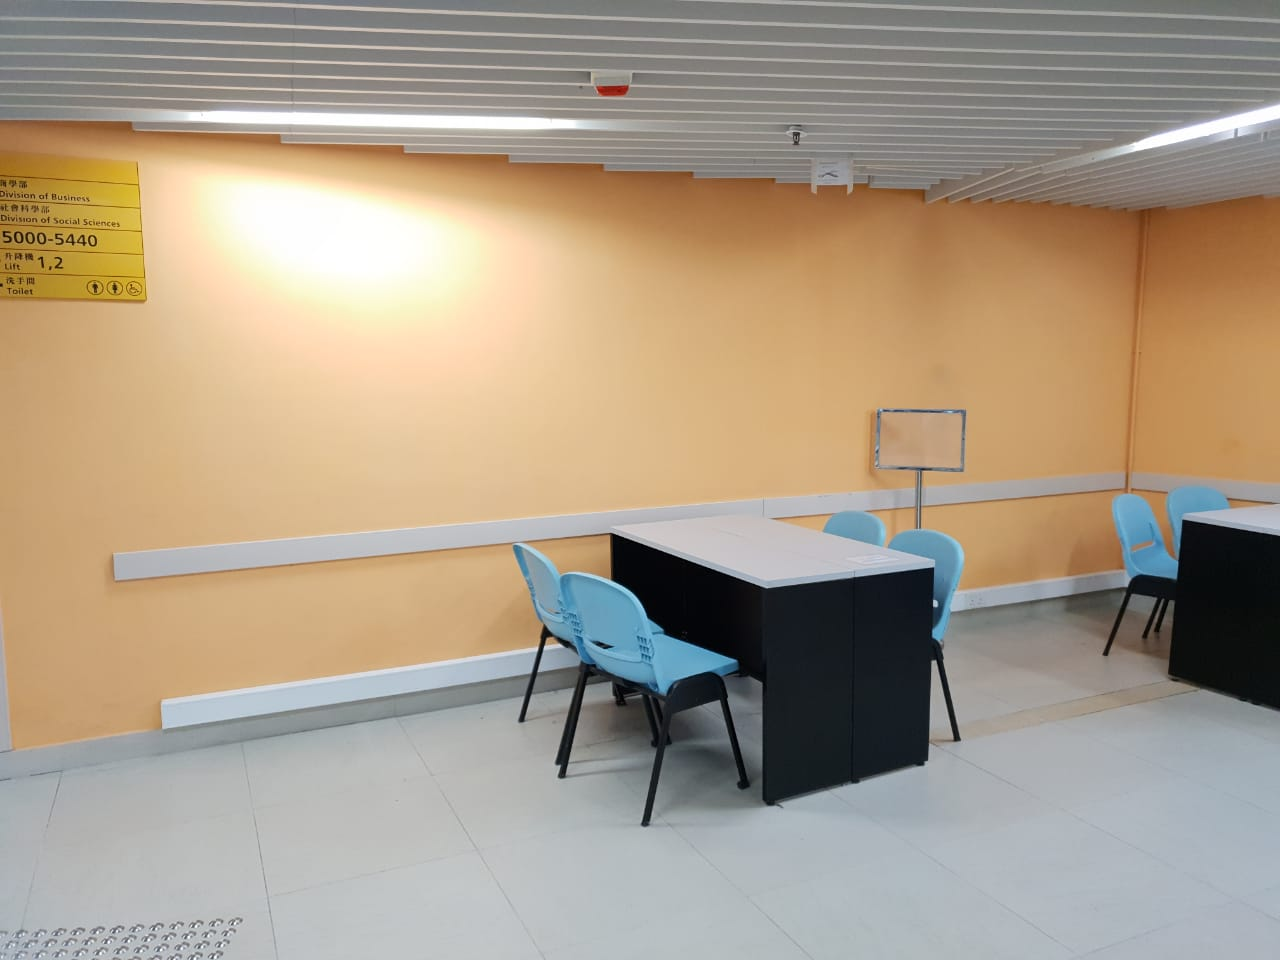 商學部
Division of Business
社會科學部
Division of Social Sciences
5000-5440
升降機
Lift 1,2
洗手間
Toilet